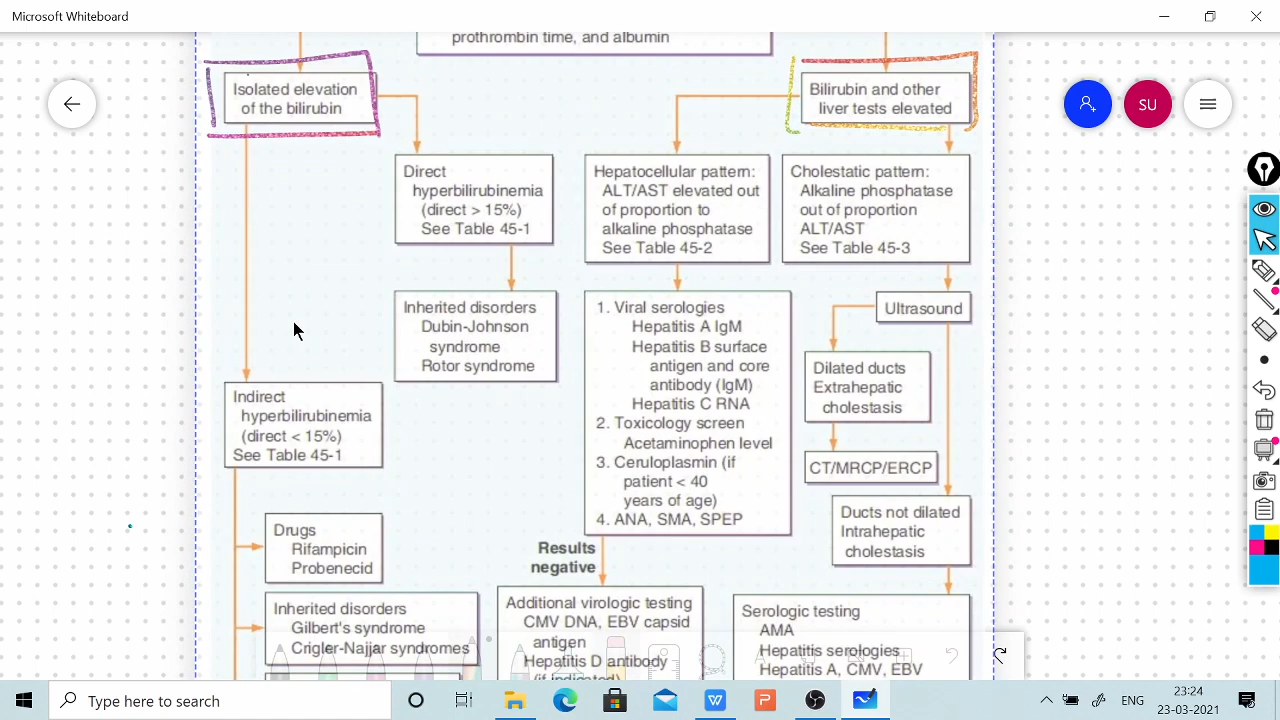 Microsoft Whiteboard
prothrombin time, and albumin
Isolated elevation
of the bilirubin
Bilirubin and other
liver tests elevated
SU
Direct
hyperbilirubinemia
(direct > 15%)
See Table 45-1
Hepatocellular pattern:
ALT/AST elevated out
of proportion to
alkaline phosphatase
See Table 45-2
Cholestatic pattern:
Alkaline phosphatase
out of proportion
ALT/AST
See Table 45-3
Inherited disorders
Dubin-Johnson
syndrome
Rotor syndrome
1. Viral serologies
Hepatitis A IgM
Hepatitis B surface
antigen and core
antibody (IgM)
Hepatitis C RNA
2. Toxicology screen
Acetaminophen level
3. Ceruloplasmin (if
patient < 40
years of age)
4. ANA, SMA, SPEP
Ultrasound
Dilated ducts
Extrahepatic
cholestasis
CT/MRCP/ERCP
Ducts not dilated
Intrahepatic
cholestasis
Indirect
hyperbilirubinemia
(direct < 15%)
See Table 45-1
Drugs
Rifampicin
Probenecid
Results
negative
Inherited disorders
Gilbert's syndrome
Crigler-Najjar syndromes
Additional virologic testing
CMV DNA, EBV capsid
antigen
Hepatitis D antibody
(if indicated)
Serologic testing
AMA
Hepatitis serologies
Hepatitis A, CMV, EBV
Type here to search
ENG
23:24
23-03-2021